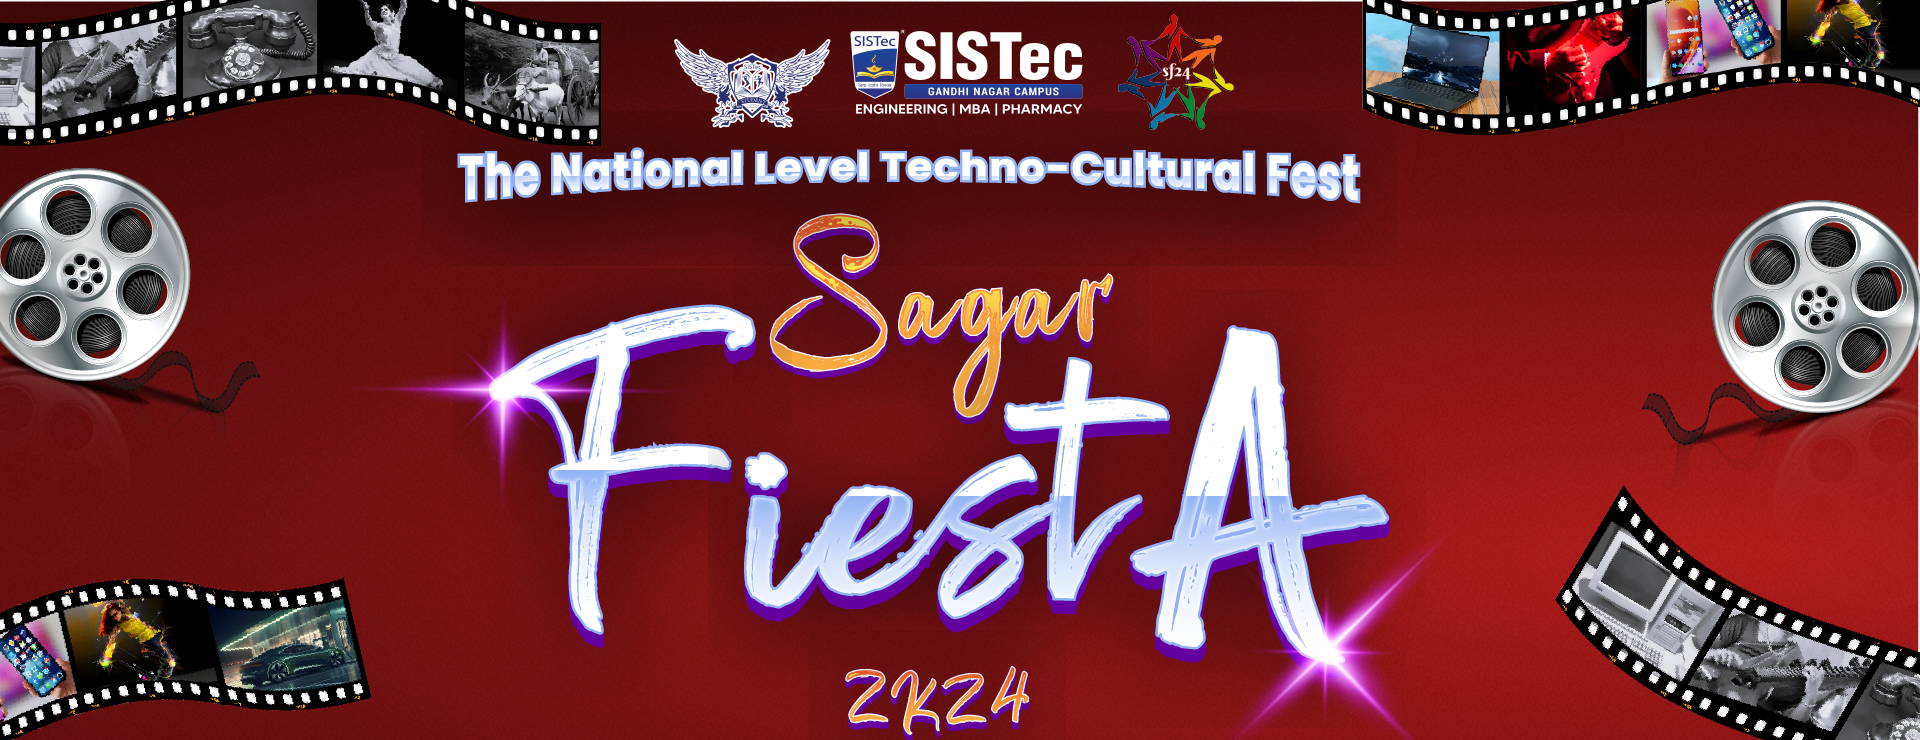 SISTec
SISTec
GANDHI NAGAR CAMPUS
ENGINEERING | MBA | PHARMACY
sf24
The National Level Techno-Cultural Fest
Sagar
FiestA
2K24